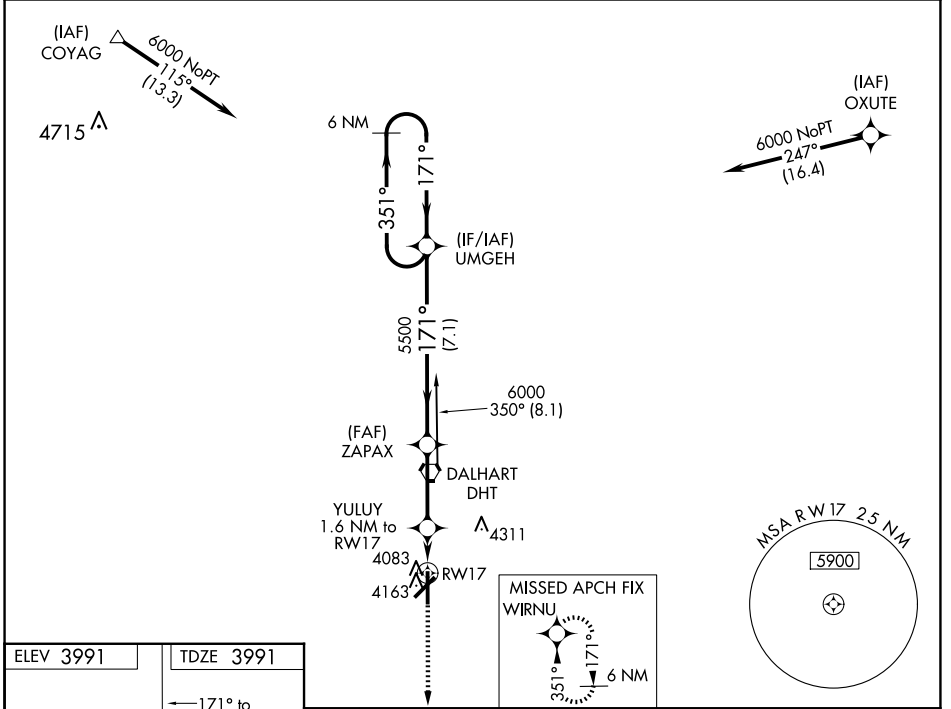 (IAF)
COYAG
6000 NoPT
115°
(13.3)
4715
6 NM
351°
171°
(IAF)
OXUTE
6000 NoPT
247°
(16.4)
(IF/IAF)
UMGEH
5500
171°
(7.1)
6000
350° (8.1)
(FAF)
ZAPAX
DALHART
DHT
YULUY
1.6 NM to
RW17
4311
4083
RW17
4163
MISSED APCH FIX
WIRNU
351°
171°
6 NM
MSA RW17 25 NM
5900
ELEV 3991
TDZE 3991
171° to